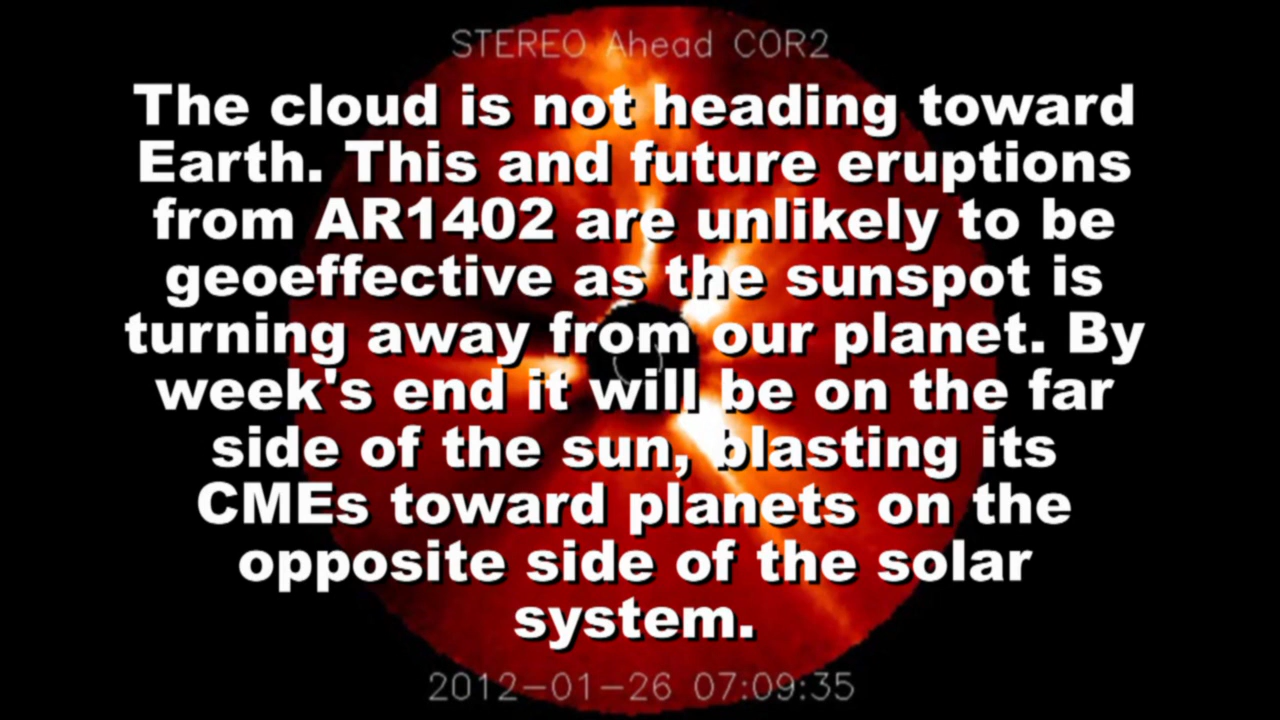 STEREO Ahead COR2
The cloud is not heading toward
Earth. This and future eruptions
from AR1402 are unlikely to be
geoeffective as the sunspot is
turning away from our planet. By
week's end it will be on the far
side of the sun, blasting its
CMEs toward planets on the
opposite side of the solar
system.
2012-01-26 07:09:35